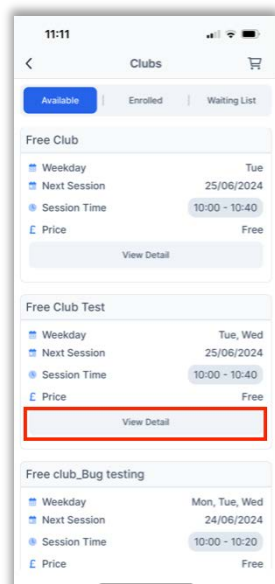 11:11
Clubs
Available | Enrolled | Waiting List
Free Club
Weekday Tue
Next Session 25/06/2024
Session Time 10:00 - 10:40
£ Price Free
View Detail
Free Club Test
Weekday Tue, Wed
Next Session 25/06/2024
Session Time 10:00 - 10:40
£ Price Free
View Detail
Free club_Bug testing
Weekday Mon, Tue, Wed
Next Session 24/06/2024
Session Time 10:00 - 10:20
£ Price Free